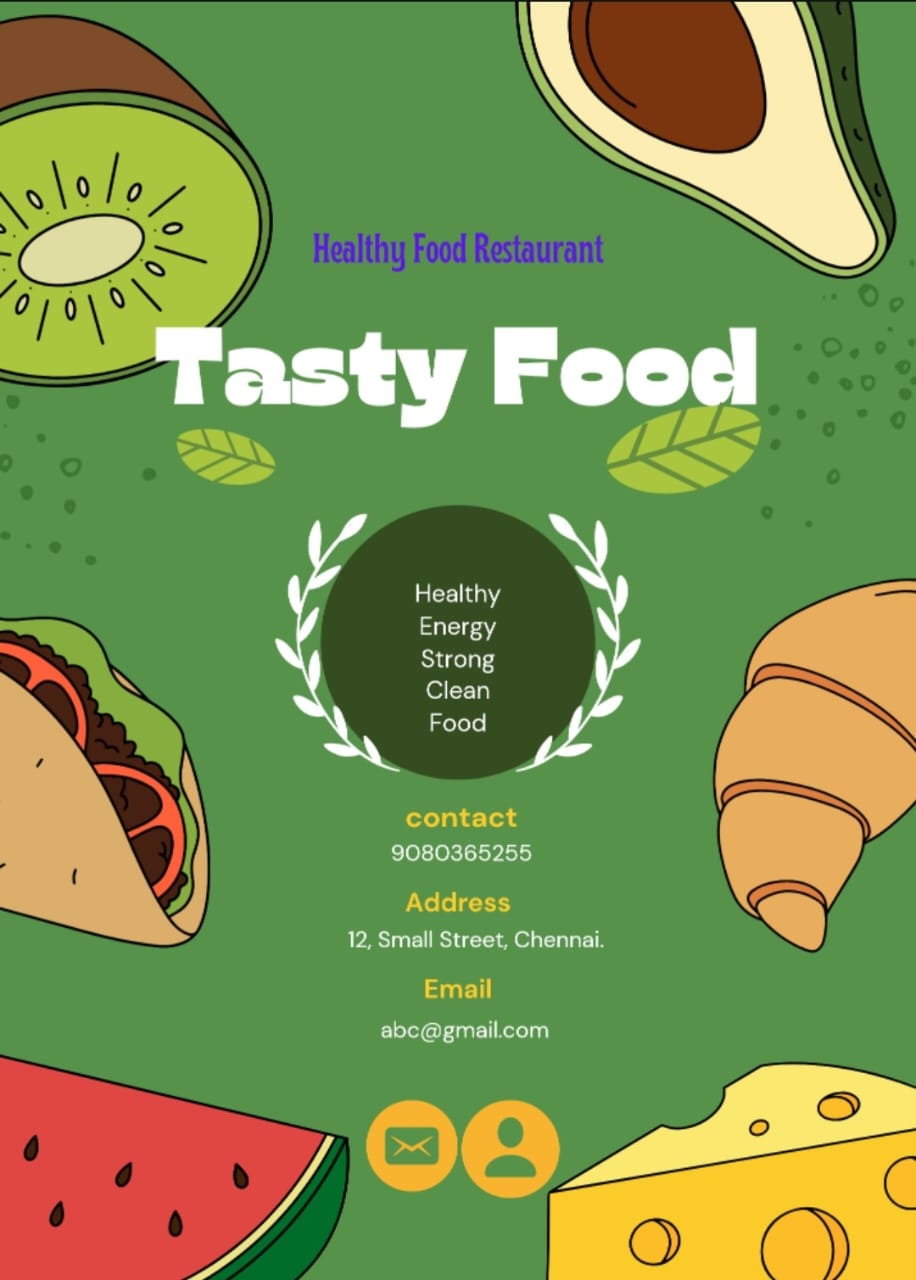 Healthy Food Restaurant
Tasty Food
Healthy
Energy
Strong
Clean
Food
contact
9080365255
Address
12, Small Street, Chennai.
Email
abc@gmail.com